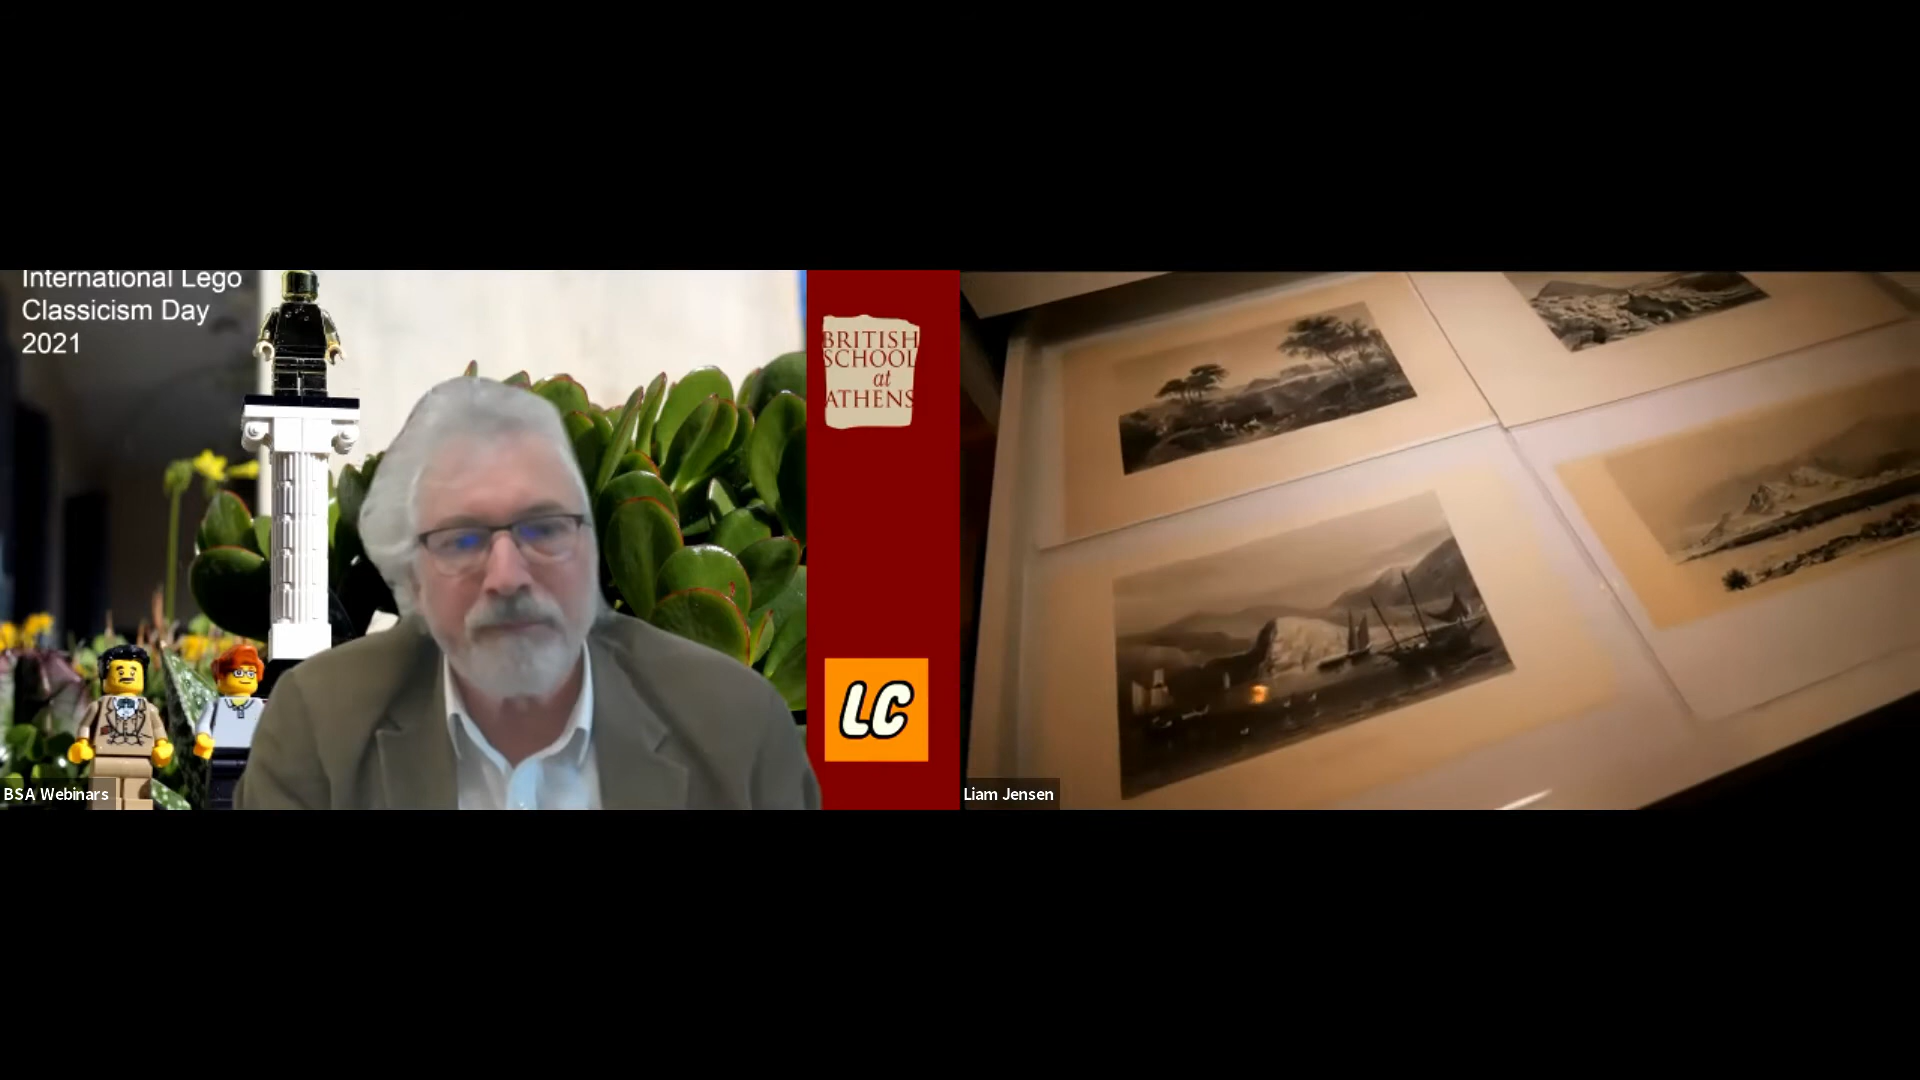 International Lego
Classicism Day
2021
BRITISH
SCHOOL
at
ATHENS
LC
BSA Webinars
Liam Jensen